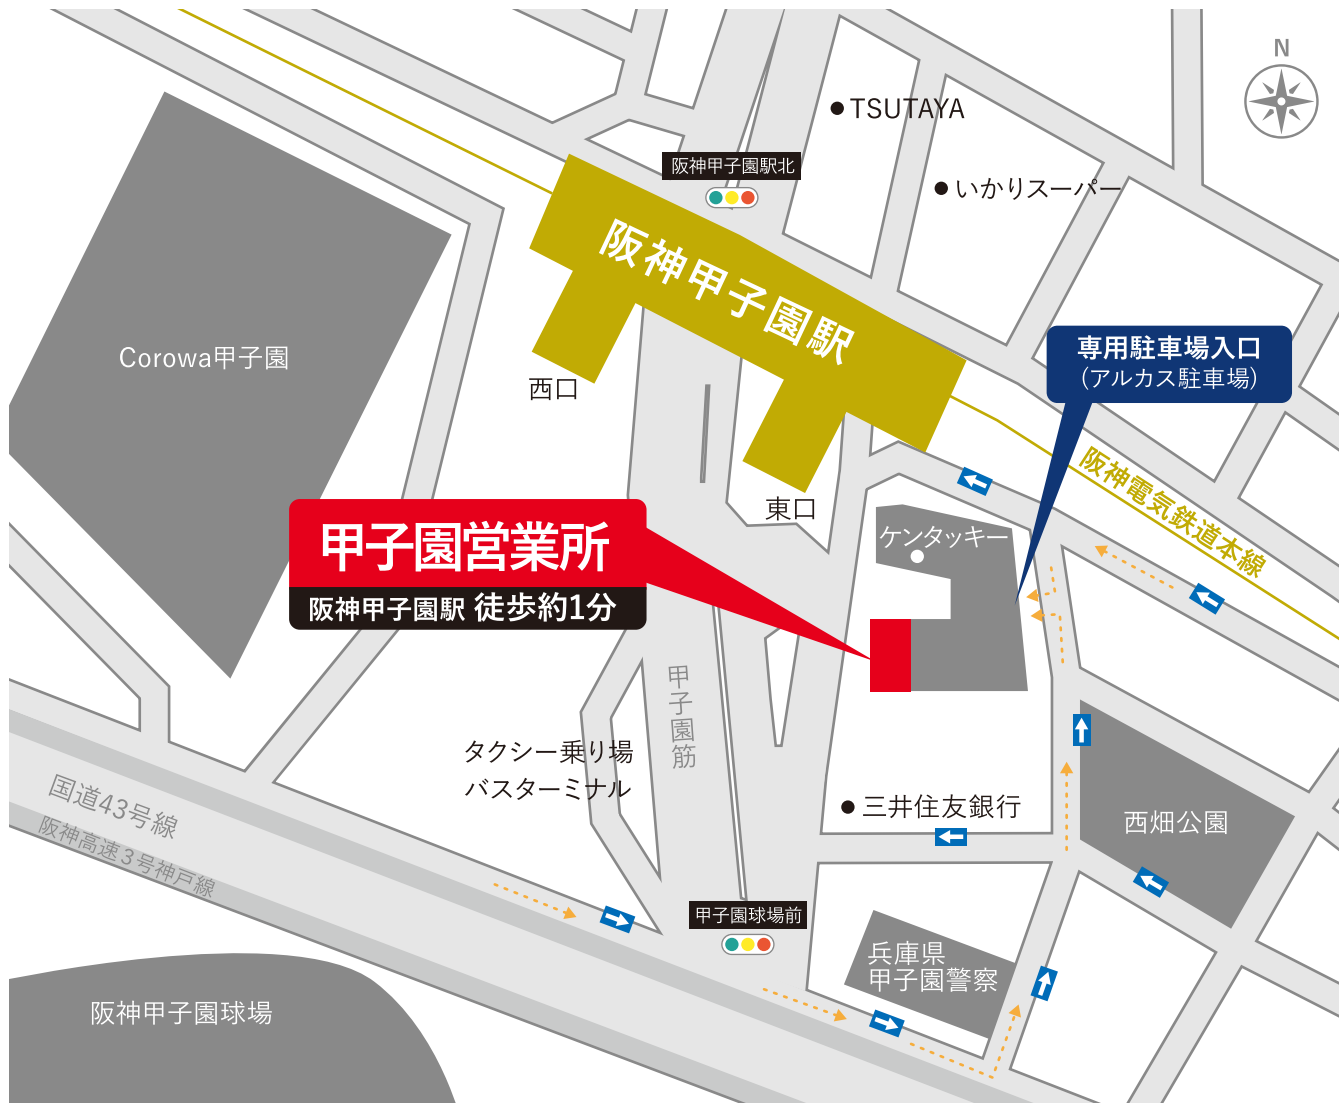 N
TSUTAYA
阪神甲子園駅北
いかりスーパー
阪神甲子園駅
Corowa甲子園
専用駐車場入口
(アルカス駐車場)
西口
阪神電気鉄道本線
東口
ケンタッキー
甲子園営業所
阪神甲子園駅 徒歩約1分
甲子園筋
タクシー乗り場
バスターミナル
国道43号線
阪神高速3号神戸線
三井住友銀行
西畑公園
甲子園球場前
兵庫県
甲子園警察
阪神甲子園球場